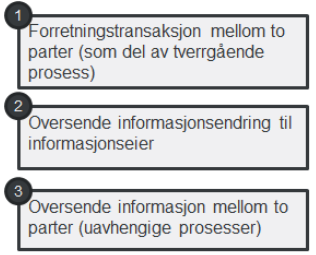 1
Forretningstransaksjon mellom to
parter (som del av tverrgående
prosess)
2
Oversende informasjonsendring til
informasjonseier
3
Oversende informasjon mellom to
parter (uavhengige prosesser)